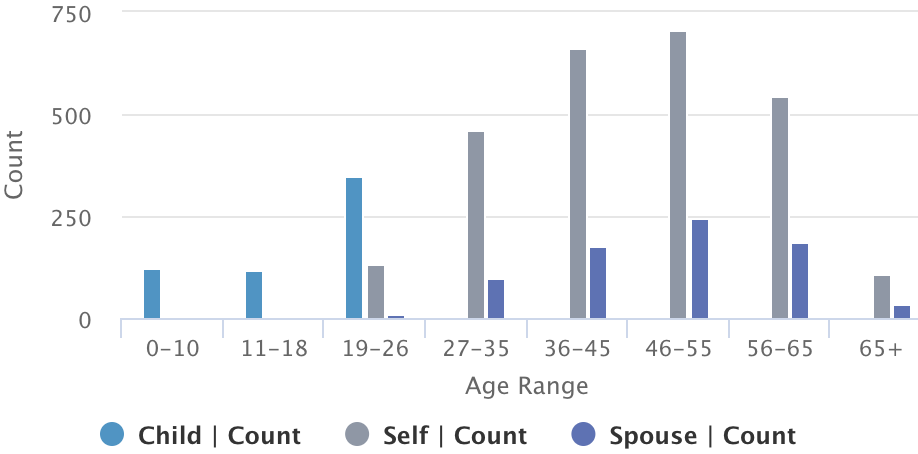 750
500
250
0
Count
0–10 11–18 19–26 27–35 36–45 46–55 56–65 65+
Age Range
Child | Count Self | Count Spouse | Count